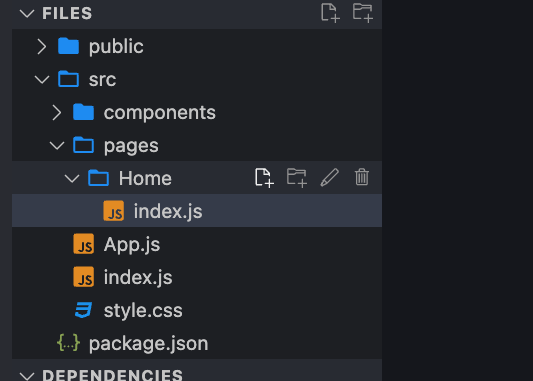 FILES
public
src
components
pages
Home
JS index.js
JS App.js
JS index.js
style.css
{...} package.json
DEPENDENCIES